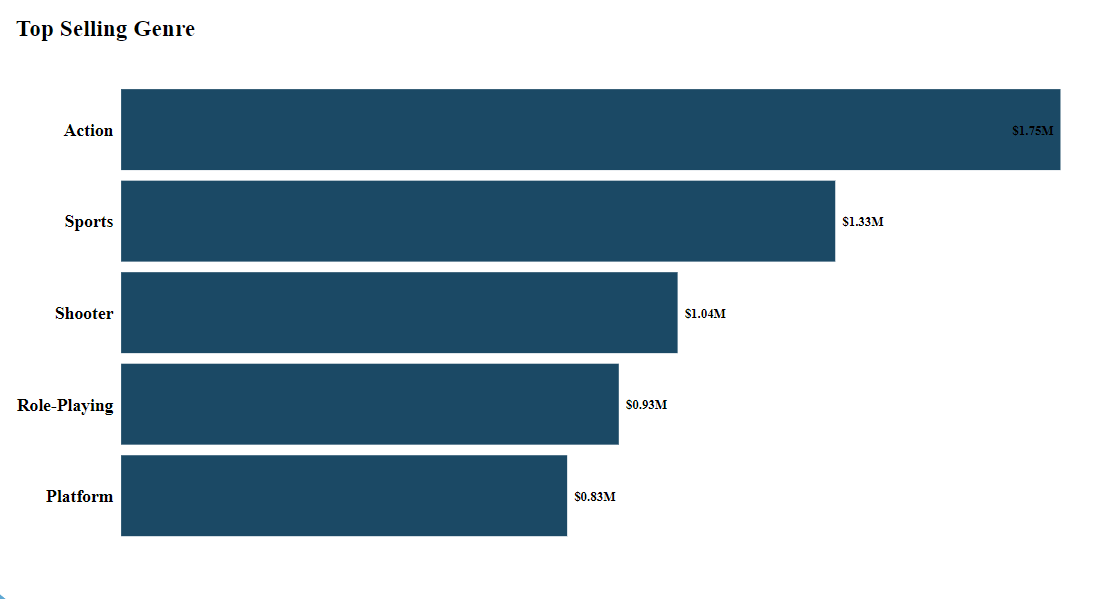 Top Selling Genre
Action $1.75M
Sports $1.33M
Shooter $1.04M
Role-Playing $0.93M
Platform $0.83M